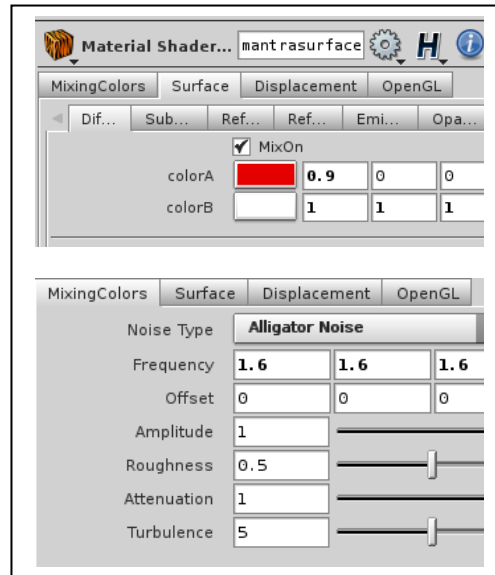 Material Shader... mantrasurface
MixingColors Surface Displacement OpenGL
Dif... Sub... Ref... Ref... Emi... Opa...
MixOn
colorA 0.9 0 0
colorB 1 1 1
MixingColors Surface Displacement OpenGL
Noise Type Alligator Noise
Frequency 1.6 1.6 1.6
Offset 0 0 0
Amplitude 1
Roughness 0.5
Attenuation 1
Turbulence 5